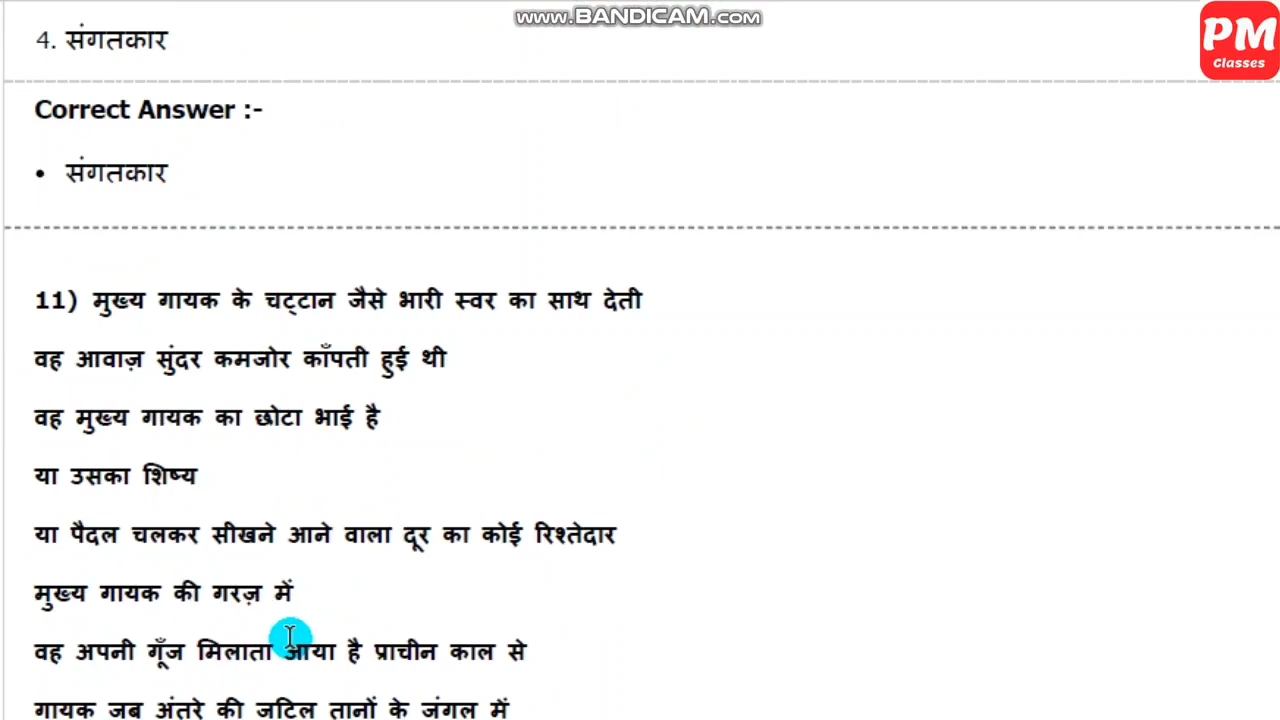 www.BANDICAM.com
PM
Classes
4. संगतकार
Correct Answer :-
• संगतकार
11) मुख्य गायक के चट्टान जैसे भारी स्वर का साथ देती
वह आवाज़ सुंदर कमजोर काँपती हुई थी
वह मुख्य गायक का छोटा भाई है
या उसका शिष्य
या पैदल चलकर सीखने आने वाला दूर का कोई रिश्तेदार
मुख्य गायक की गरज़ में
वह अपनी गूँज मिलाता आया है प्राचीन काल से
गायक जब अंतरे की जटिल तानों के जंगल में